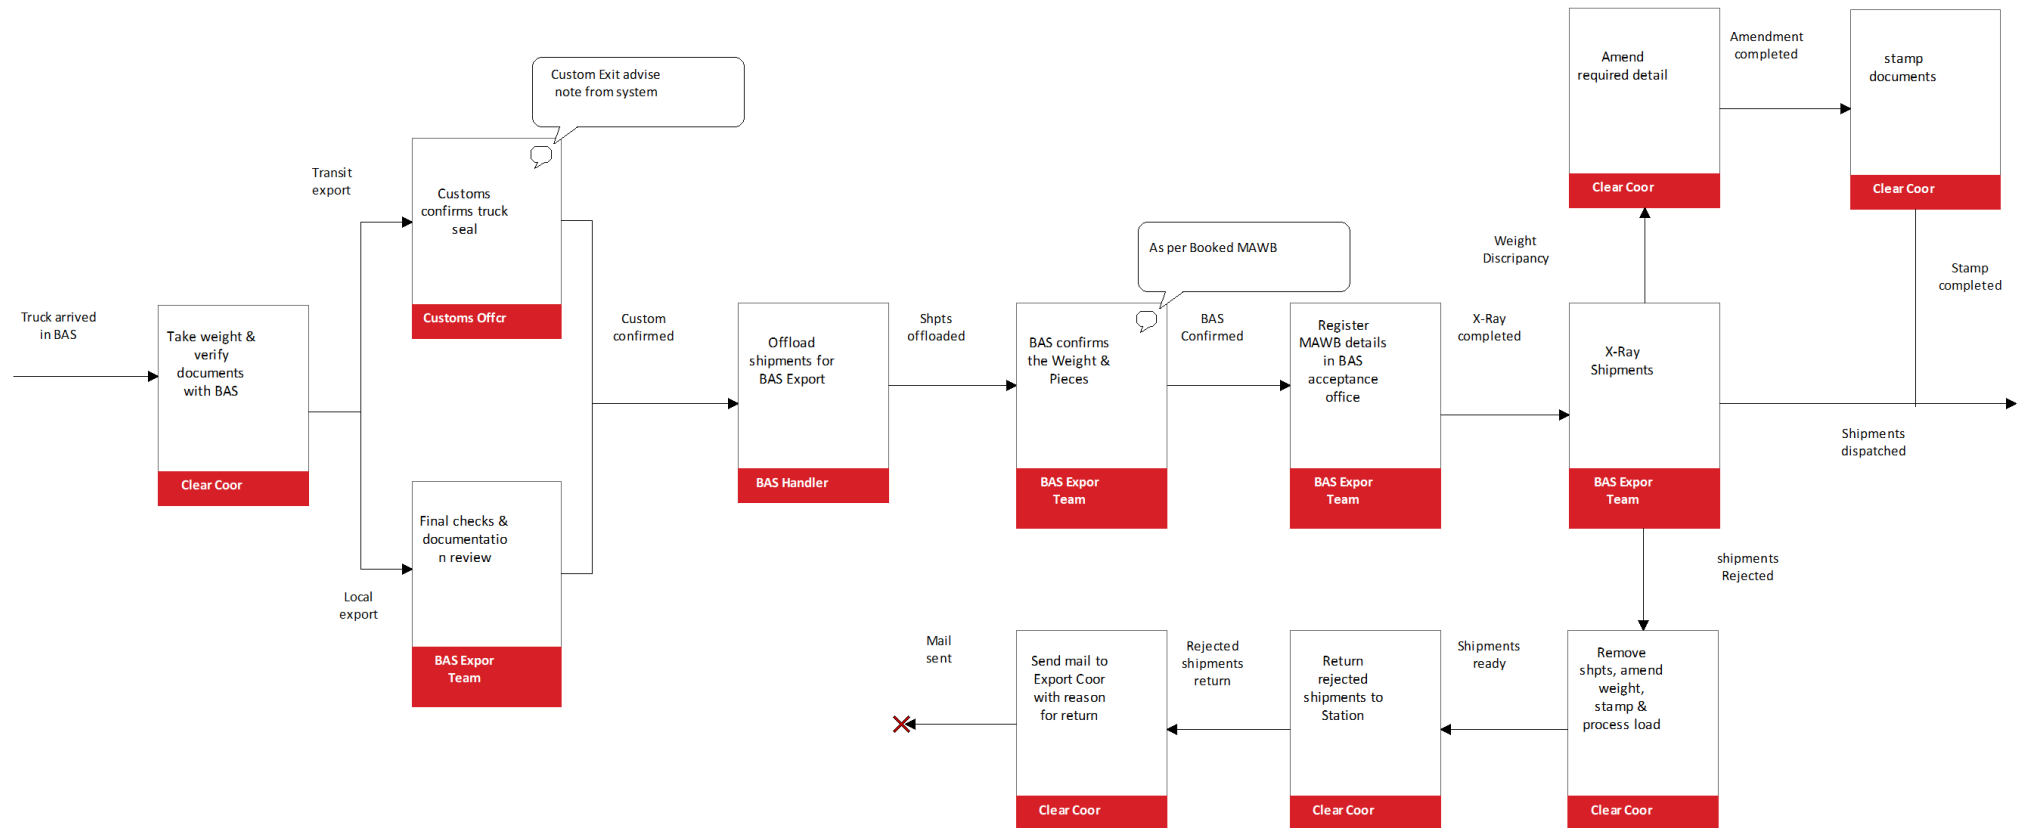 Truck arrived
in BAS
Take weight &
verify
documents
with BAS
Clear Coor
Transit
export
Custom Exit advise
note from system
Customs
confirms truck
seal
Customs Offcr
Local
export
Final checks &
documentatio
n review
BAS Expor
Team
Custom
confirmed
Offload
shipments for
BAS Export
BAS Handler
Shpts
offloaded
As per Booked MAWB
BAS confirms
the Weight &
Pieces
BAS Expor
Team
BAS
Confirmed
Register
MAWB details
in BAS
acceptance
office
BAS Expor
Team
X-Ray
completed
X-Ray
Shipments
BAS Expor
Team
Weight
Discripancy
Amend
required detail
Clear Coor
Amendment
completed
stamp
documents
Clear Coor
Stamp
completed
Shipments
dispatched
shipments
Rejected
Remove
shpts, amend
weight,
stamp &
process load
Clear Coor
Shipments
ready
Return
rejected
shipments to
Station
Clear Coor
Rejected
shipments
return
Send mail to
Export Coor
with reason
for return
Clear Coor
Mail
sent